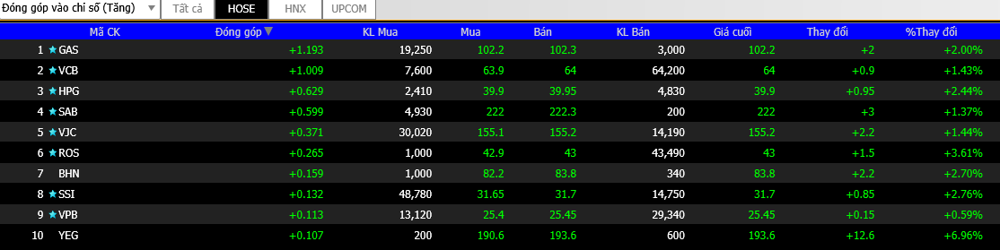 Đóng góp vào chỉ số (Tăng) Tất cả HOSE HNX UPCOM
Mã CK Đóng góp KL Mua Mua Bán KL Bán Giá cuối Thay đổi %Thay đổi
1 GAS +1.193 19,250 102.2 102.3 3,000 102.2 +2 +2.00%
2 VCB +1.009 7,600 63.9 64 64,200 64 +0.9 +1.43%
3 HPG +0.629 2,410 39.9 39.95 4,830 39.9 +0.95 +2.44%
4 SAB +0.599 4,930 222 222.3 200 222 +3 +1.37%
5 VJC +0.371 30,020 155.1 155.2 14,190 155.2 +2.2 +1.44%
6 ROS +0.265 1,000 42.9 43 43,490 43 +1.5 +3.61%
7 BHN +0.159 1,000 82.2 83.8 340 83.8 +2.2 +2.70%
8 SSI +0.132 48,780 31.65 31.7 14,750 31.7 +0.85 +2.76%
9 VPB +0.113 13,120 25.4 25.45 29,340 25.45 +0.15 +0.59%
10 YEG +0.107 200 190.6 193.6 600 193.6 +12.6 +6.96%